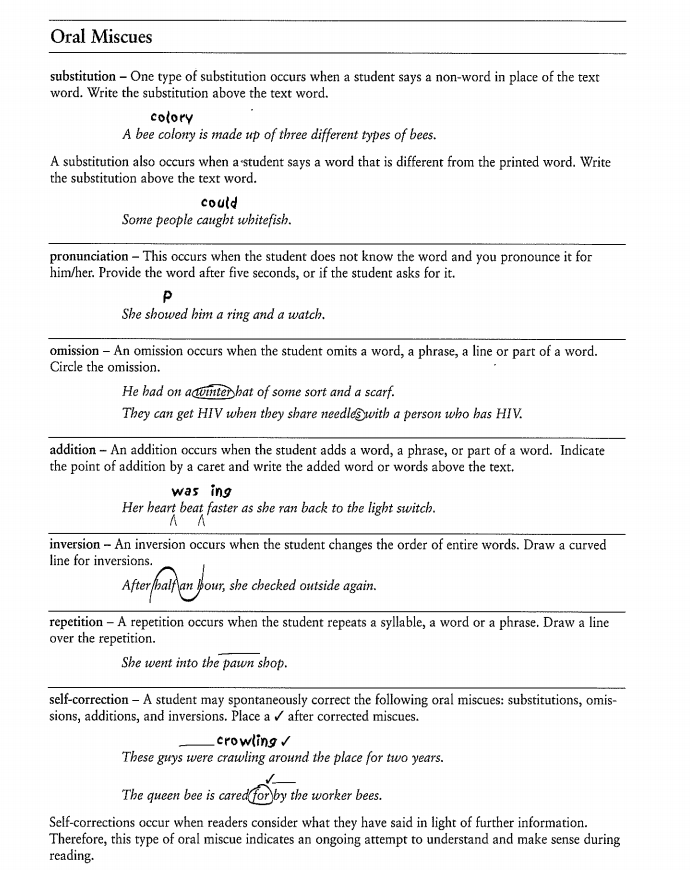 Oral Miscues
substitution – One type of substitution occurs when a student says a non-word in place of the text
word. Write the substitution above the text word.
colory
A bee colony is made up of three different types of bees.
A substitution also occurs when a student says a word that is different from the printed word. Write
the substitution above the text word.
could
Some people caught whitefish.
pronunciation – This occurs when the student does not know the word and you pronounce it for
him/her. Provide the word after five seconds, or if the student asks for it.
P
She showed him a ring and a watch.
omission – An omission occurs when the student omits a word, a phrase, a line or part of a word.
Circle the omission.
He had on a winter hat of some sort and a scarf.
They can get HIV when they share needles with a person who has HIV.
addition – An addition occurs when the student adds a word, a phrase, or part of a word. Indicate
the point of addition by a caret and write the added word or words above the text.
was ing
Her heart beat faster as she ran back to the light switch.
inversion – An inversion occurs when the student changes the order of entire words. Draw a curved
line for inversions.
After half an hour, she checked outside again.
repetition – A repetition occurs when the student repeats a syllable, a word or a phrase. Draw a line
over the repetition.
She went into the pawn shop.
self-correction – A student may spontaneously correct the following oral miscues: substitutions, omis-
sions, additions, and inversions. Place a ✓ after corrected miscues.
crowling ✓
These guys were crawling around the place for two years.
✓
The queen bee is cared for by the worker bees.
Self-corrections occur when readers consider what they have said in light of further information.
Therefore, this type of oral miscue indicates an ongoing attempt to understand and make sense during
reading.